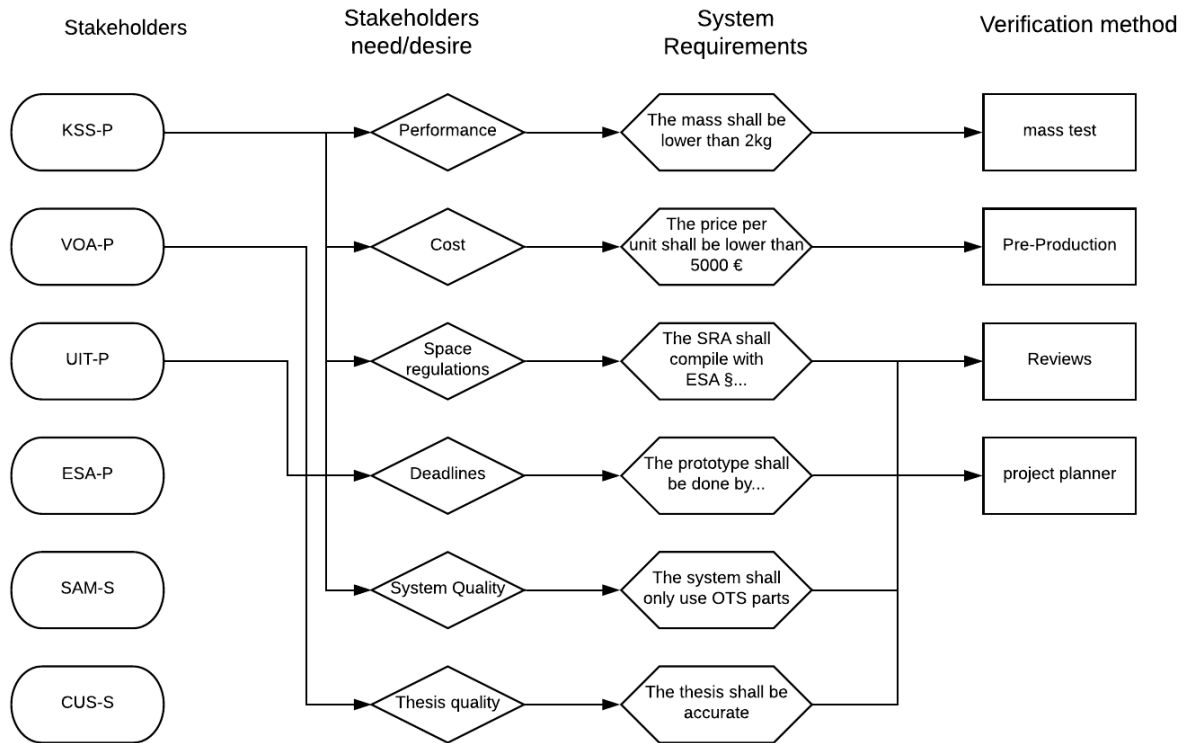 Stakeholders
Stakeholders
need/desire
System
Requirements
Verification method
KSS-P
Performance
The mass shall be
lower than 2kg
mass test
VOA-P
Cost
The price per
unit shall be lower than
5000 €
Pre-Production
UIT-P
Space
regulations
The SRA shall
compile with
ESA §...
Reviews
ESA-P
Deadlines
The prototype shall
be done by...
project planner
SAM-S
System Quality
The system shall
only use OTS parts
CUS-S
Thesis quality
The thesis shall be
accurate